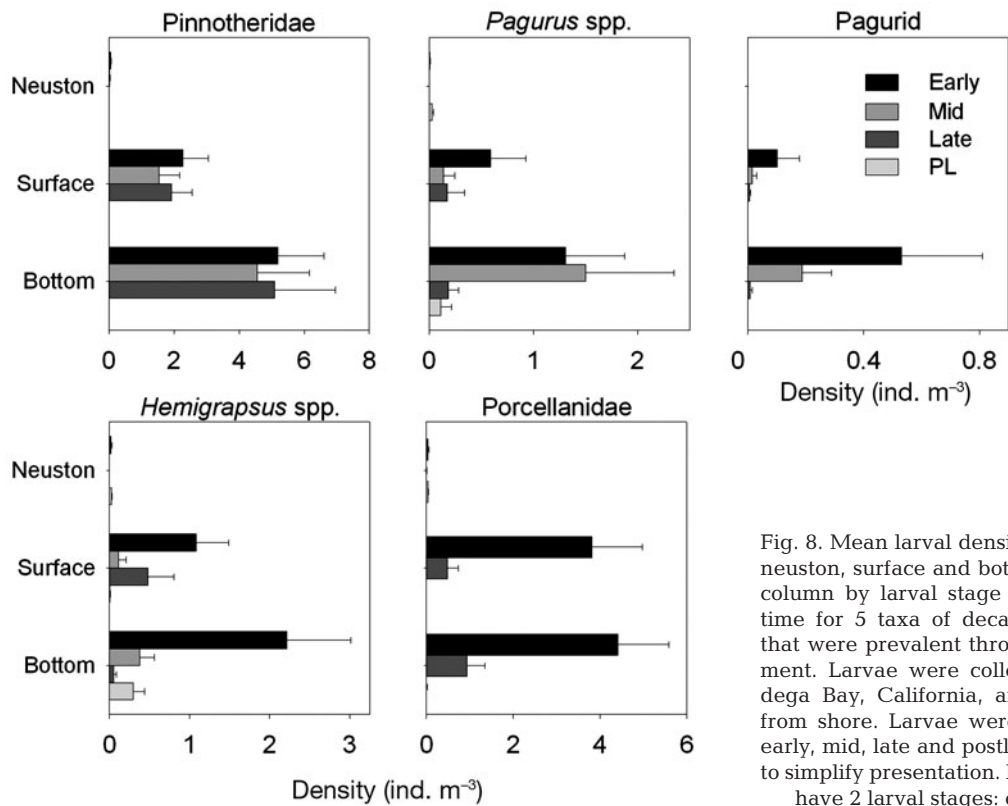 Pinnotheridae
Pagurus spp.
Pagurid
Neuston
Surface
Bottom
Early
Mid
Late
PL
0 2 4 6 8
0 1 2
0 0.4 0.8
Density (ind. m⁻³)
Hemigrapsus spp.
Porcellanidae
Neuston
Surface
Bottom
0 1 2 3
0 2 4 6
Density (ind. m⁻³)
Fig. 8. Mean larval densi
neuston, surface and bot
column by larval stage
time for 5 taxa of deca
that were prevalent thro
ment. Larvae were colle
dega Bay, California, a
from shore. Larvae were
early, mid, late and postl
to simplify presentation.
have 2 larval stages: